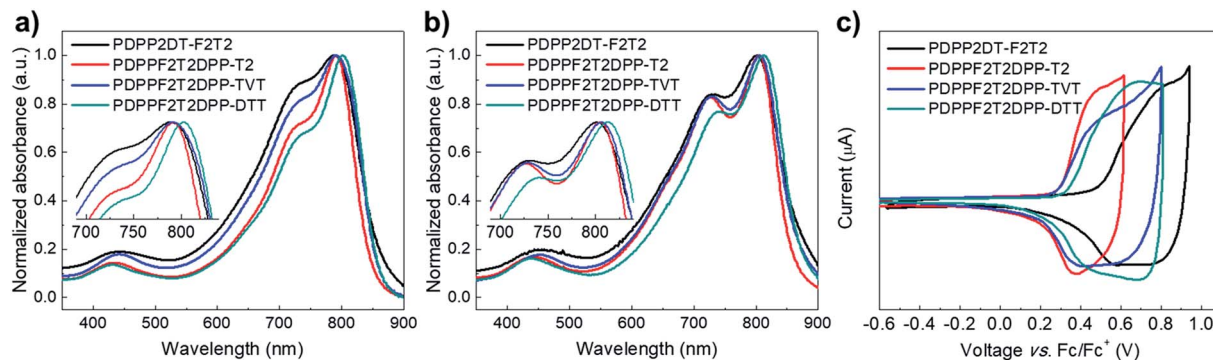 a)
Normalized absorbance (a.u.)
1.0
0.8
0.6
0.4
0.2
0.0
PDPP2DT-F2T2
PDPPF2T2DPP-T2
PDPPF2T2DPP-TVT
PDPPF2T2DPP-DTT
700 750 800
400 500 600 700 800 900
Wavelength (nm)
b)
Normalized absorbance (a.u.)
1.0
0.8
0.6
0.4
0.2
0.0
PDPP2DT-F2T2
PDPPF2T2DPP-T2
PDPPF2T2DPP-TVT
PDPPF2T2DPP-DTT
700 750 800
400 500 600 700 800 900
Wavelength (nm)
c)
Current (μA)
PDPP2DT-F2T2
PDPPF2T2DPP-T2
PDPPF2T2DPP-TVT
PDPPF2T2DPP-DTT
-0.6 -0.4 -0.2 0.0 0.2 0.4 0.6 0.8 1.0
Voltage vs. Fc/Fc⁺ (V)